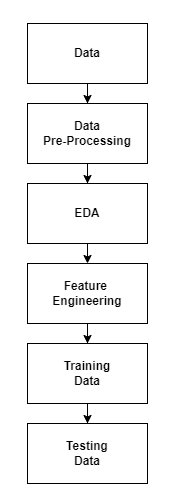 Data
Data
Pre-Processing
EDA
Feature
Engineering
Training
Data
Testing
Data